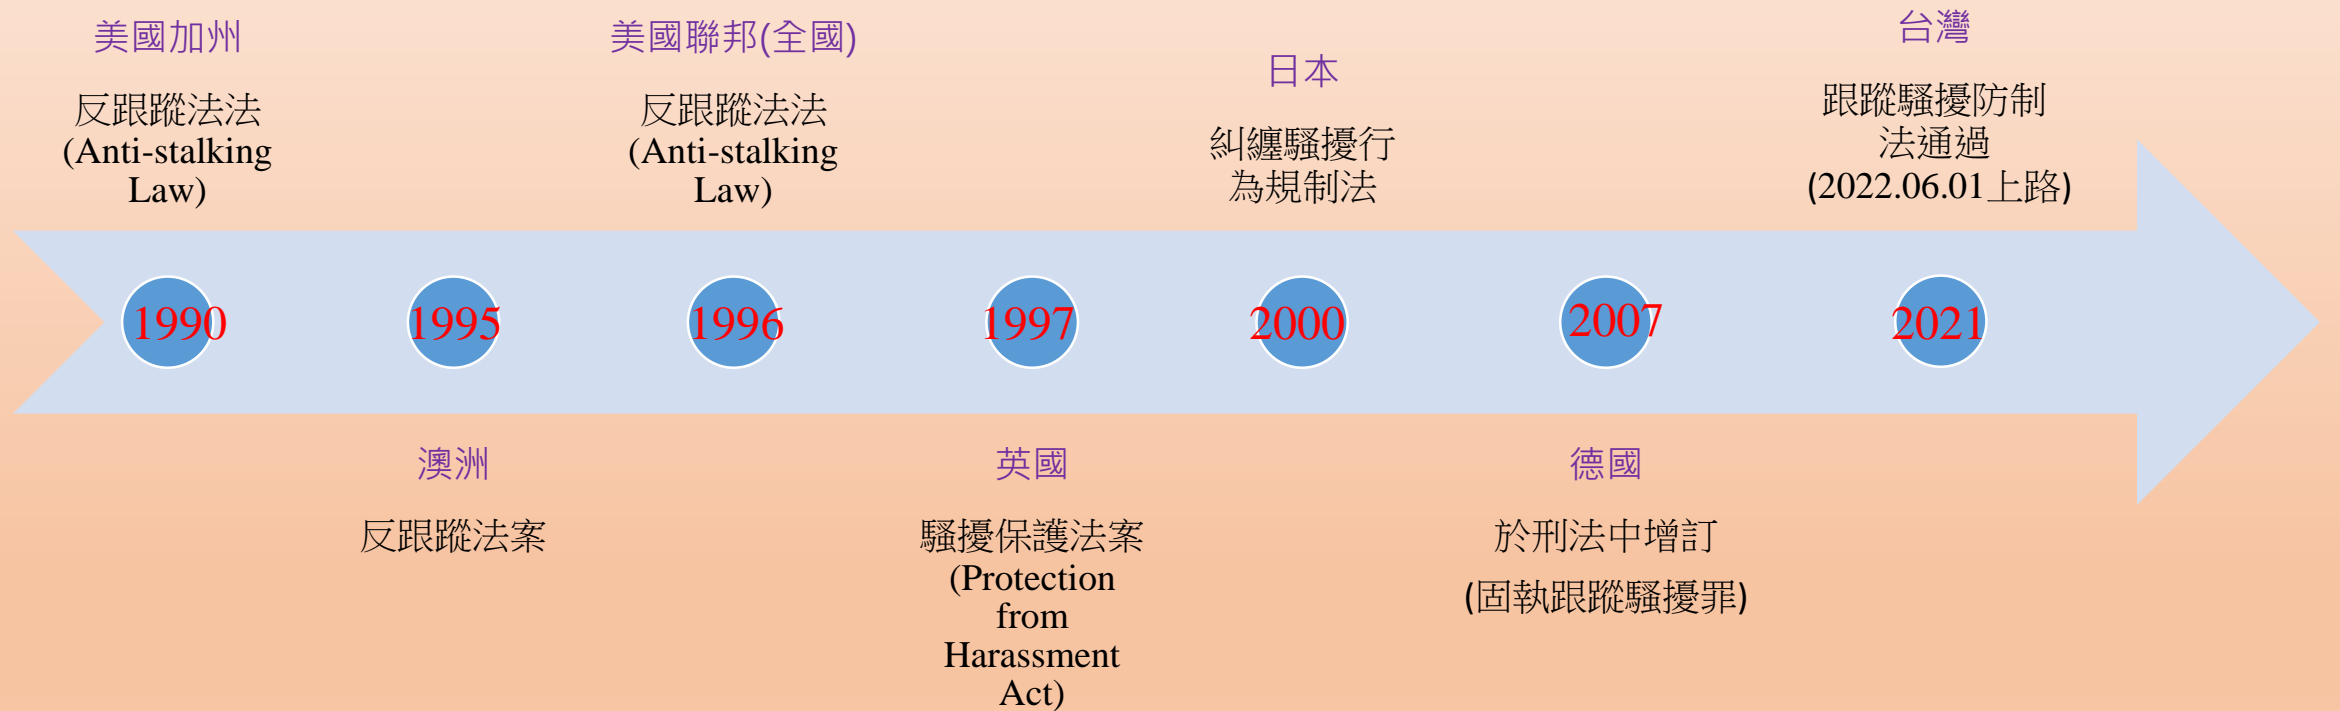 美國加州
反跟蹤法法
(Anti-stalking
Law)
美國聯邦(全國)
反跟蹤法法
(Anti-stalking
Law)
日本
糾纏騷擾行
為規制法
台灣
跟蹤騷擾防制
法通過
(2022.06.01上路)
1990
1995
1996
1997
2000
2007
2021
澳洲
反跟蹤法案
英國
騷擾保護法案
(Protection
from
Harassment
Act)
德國
於刑法中增訂
(固執跟蹤騷擾罪)